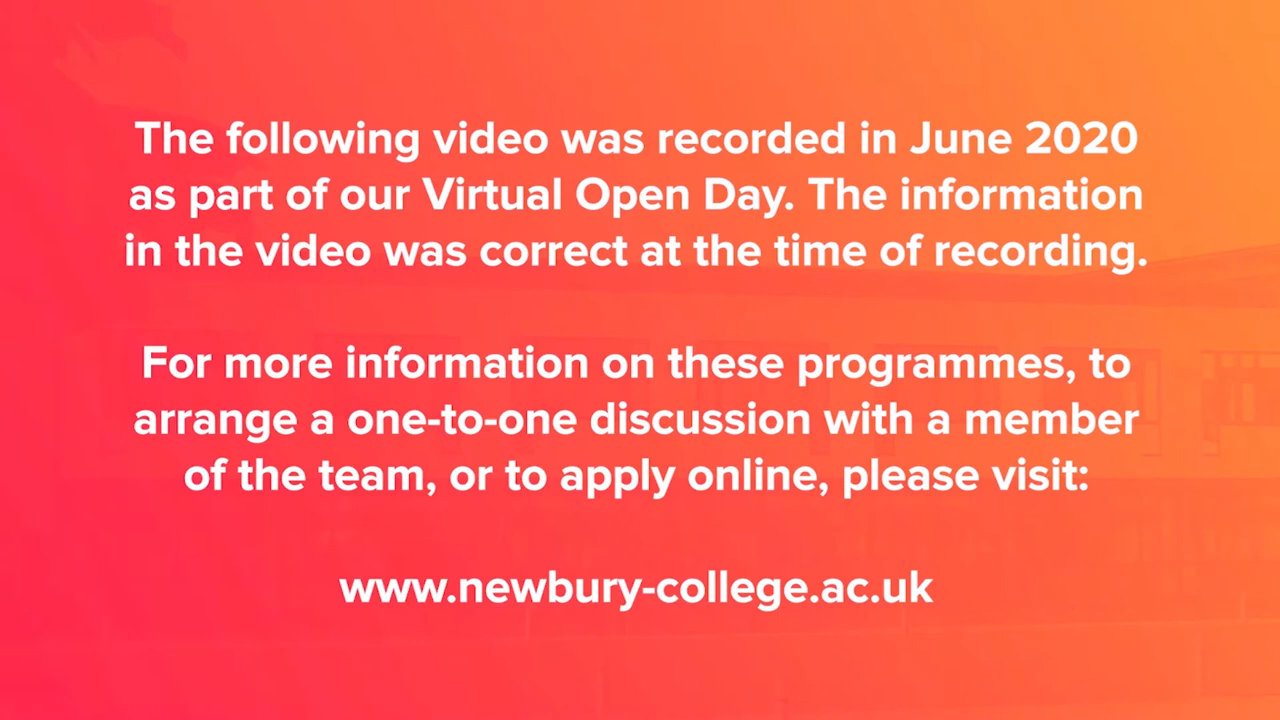 The following video was recorded in June 2020
as part of our Virtual Open Day. The information
in the video was correct at the time of recording.
For more information on these programmes, to
arrange a one-to-one discussion with a member
of the team, or to apply online, please visit:
www.newbury-college.ac.uk